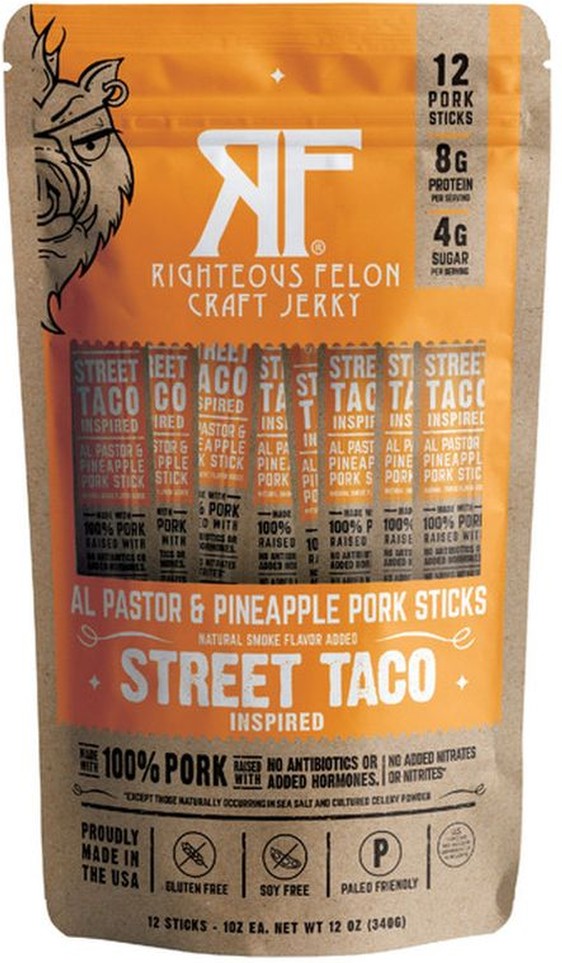 12
PORK
STICKS
8G
PROTEIN
PER SERVING
4G
SUGAR
PER SERVING
RF®
RIGHTEOUS FELON
CRAFT JERKY
STREET
TACO
INSPIRED
AL PASTOR &
PINEAPPLE
PORK STICK
100% PORK
RAISED WITH
AL PASTOR & PINEAPPLE PORK STICKS
NATURAL SMOKE FLAVOR ADDED
STREET TACO
INSPIRED
MADE WITH 100% PORK RAISED WITH NO ANTIBIOTICS OR ADDED HORMONES. NO ADDED NITRATES OR NITRITES*
*EXCEPT THOSE NATURALLY OCCURRING IN SEA SALT AND CULTURED CELERY POWDER
PROUDLY
MADE IN
THE USA
GLUTEN FREE
SOY FREE
P
PALEO FRIENDLY
12 STICKS - 1OZ EA. NET WT 12 OZ (340G)